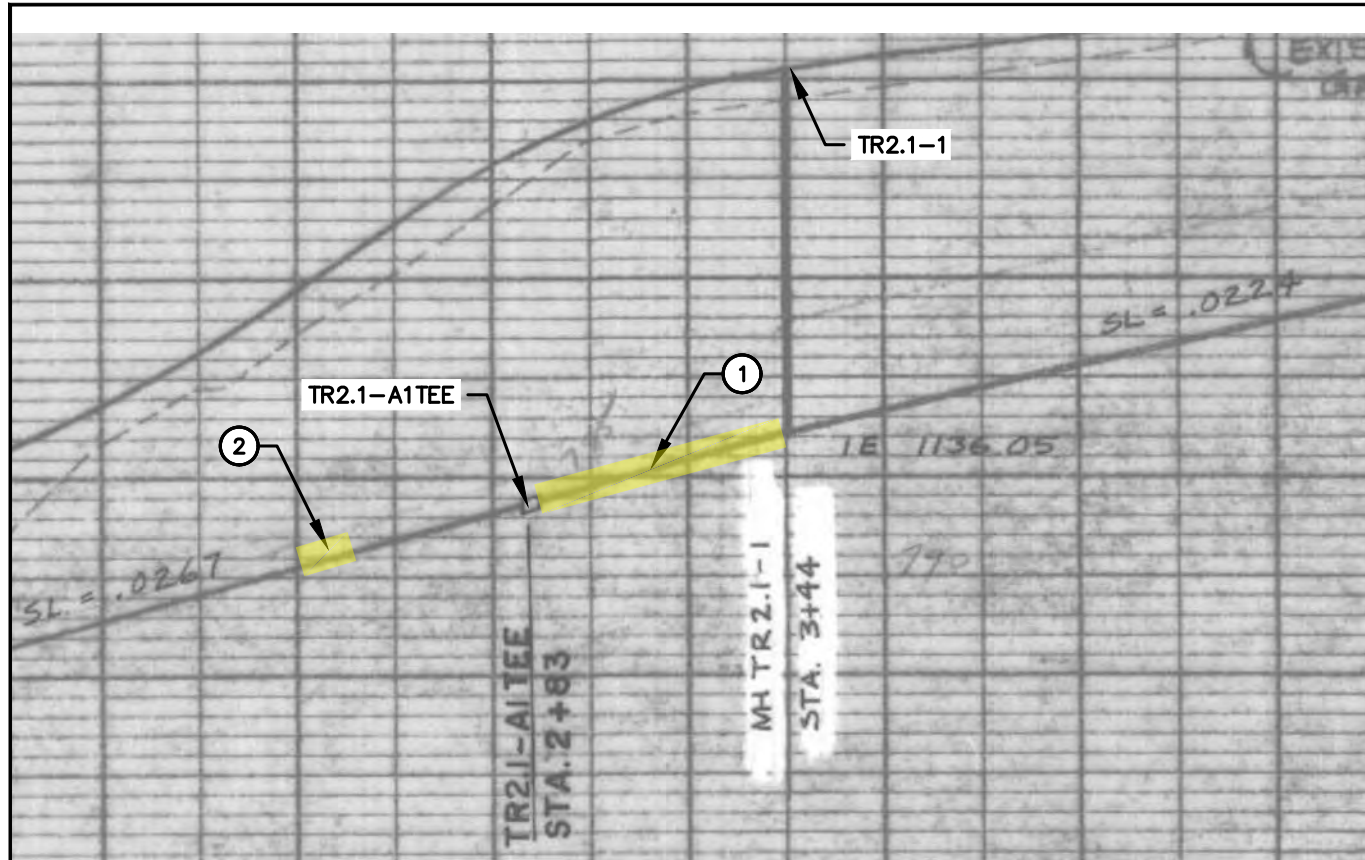 EXIS
TR2.1-1
SL = .0224
1
TR2.1-A1TEE
2
I.E 1136.05
SL. = .0267
790
MH TR2.1-1
STA. 3+44
TR2.1-A1TEE
STA. 2+83